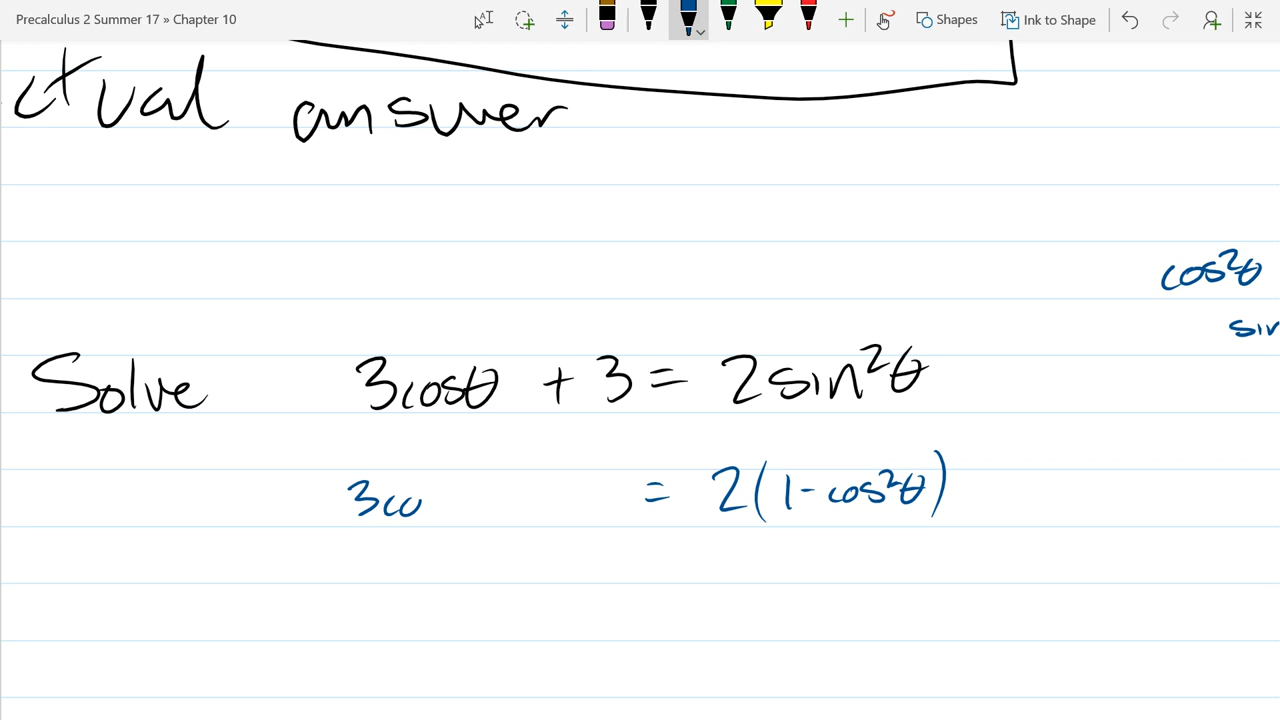 Precalculus 2 Summer 17 » Chapter 10
Shapes
Ink to Shape
ctual answer
cos²θ
sin
Solve 3cosθ + 3 = 2sin²θ
3co = 2(1-cos²θ)